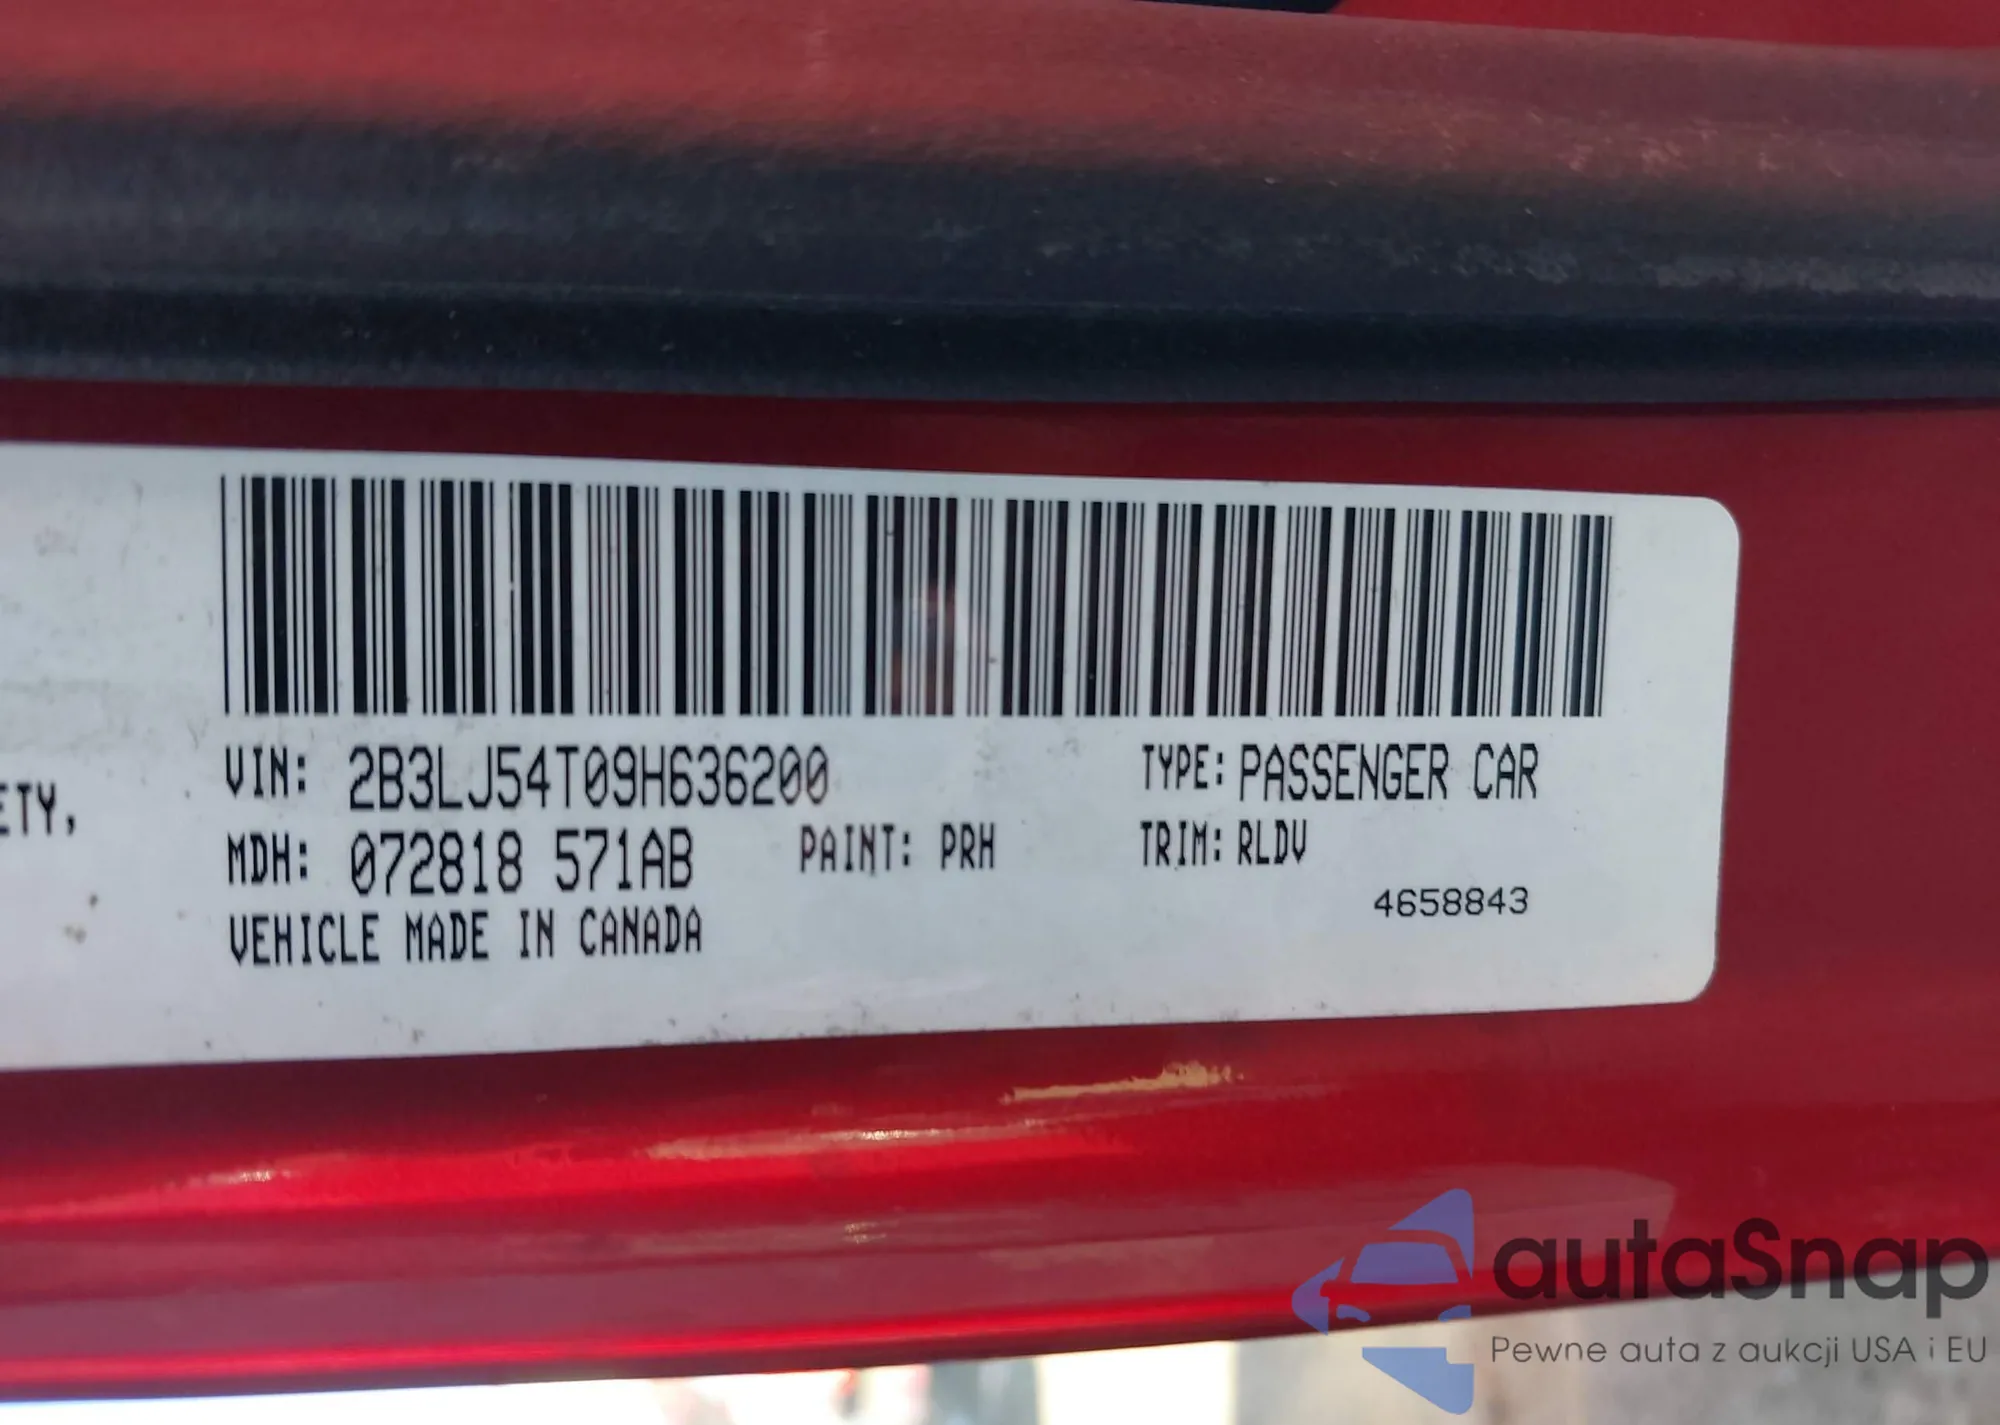 VIN: 2B3LJ54T09H636200
TYPE: PASSENGER CAR
ETY,
MDH: 072818 571AB
PAINT: PRH
TRIM: RLDV
4658843
VEHICLE MADE IN CANADA
autaSnap
Pewne auta z aukcji USA i EU